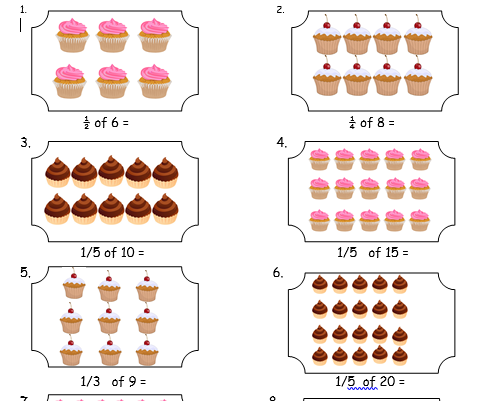 1.
2.
½ of 6 =
¼ of 8 =
3.
4.
1/5 of 10 =
1/5 of 15 =
5.
6.
1/3 of 9 =
1/5 of 20 =